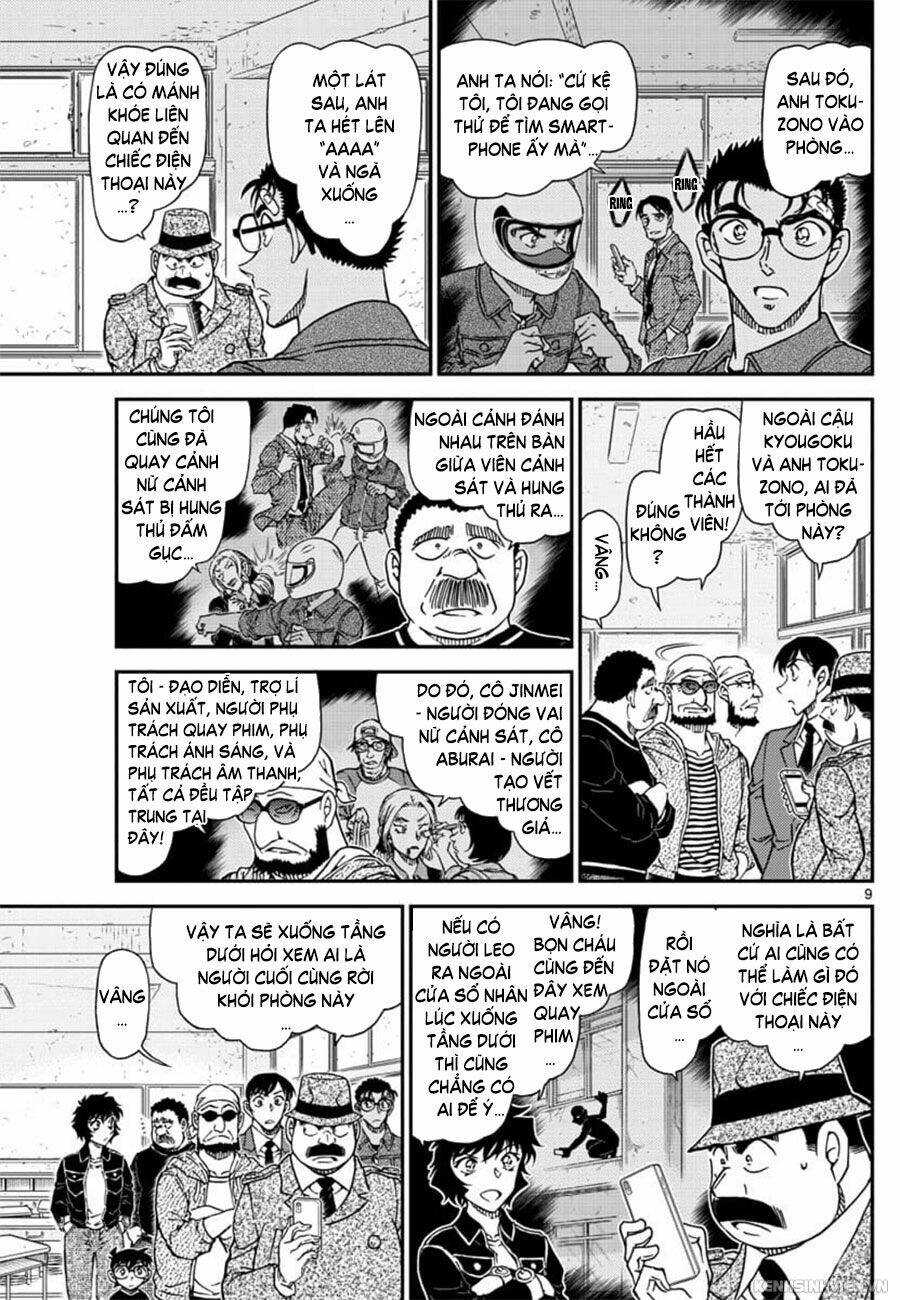 SAU ĐÓ,
ANH TOKU-
ZONO VÀO
PHÒNG...
ANH TA NÓI: "CỨ KỆ
TÔI, TÔI ĐANG GỌI
THỬ ĐỂ TÌM SMART-
PHONE ẤY MÀ"...
RING
RING
MỘT LÁT
SAU, ANH
TA HÉT LÊN
"AAAA"
VÀ NGÃ
XUỐNG
...
VẬY ĐÚNG
LÀ CÓ MÁNH
KHÓE LIÊN
QUAN ĐẾN
CHIẾC ĐIỆN
THOẠI NÀY
...?
NGOÀI CẬU
KYOUGOKU
VÀ ANH TOKU-
ZONO, AI ĐÃ
TỚI PHÒNG
NÀY?
HẦU
HẾT
CÁC
THÀNH
VIÊN!
ĐÚNG
KHÔNG
?
VÂNG...
NGOÀI CẢNH ĐÁNH
NHAU TRÊN BÀN
GIỮA VIÊN CẢNH
SÁT VÀ HUNG
THỦ RA...
CHÚNG TÔI
CŨNG ĐÃ
QUAY CẢNH
NỮ CẢNH
SÁT BỊ HUNG
THỦ ĐẤM
GỤC...
DO ĐÓ, CÔ JINMEI
- NGƯỜI ĐÓNG VAI
NỮ CẢNH SÁT, CÔ
ABURAI - NGƯỜI
TẠO VẾT
THƯƠNG
GIẢ...
TÔI - ĐẠO DIỄN, TRỢ LÍ
SẢN XUẤT, NGƯỜI PHỤ
TRÁCH QUAY PHIM, PHỤ
TRÁCH ÁNH SÁNG, VÀ
PHỤ TRÁCH ÂM THANH,
TẤT CẢ ĐỀU TẬP
TRUNG TẠI
ĐÂY!
9
NGHĨA LÀ BẤT
CỨ AI CŨNG CÓ
THỂ LÀM GÌ ĐÓ
VỚI CHIẾC ĐIỆN
THOẠI NÀY
...
RỒI
ĐẶT NÓ
NGOÀI
CỬA SỔ
...
VÂNG!
BỌN CHÁU
CŨNG ĐẾN
ĐÂY XEM
QUAY
PHIM
...
NẾU CÓ
NGƯỜI LEO
RA NGOÀI
CỬA SỔ NHÂN
LÚC XUỐNG
TẦNG DƯỚI
THÌ CŨNG
CHẲNG CÓ
AI ĐỂ Ý...
VẬY TA SẼ XUỐNG TẦNG
DƯỚI HỎI XEM AI LÀ
NGƯỜI CUỐI CÙNG RỜI
KHỎI PHÒNG NÀY
...
VÂNG
...